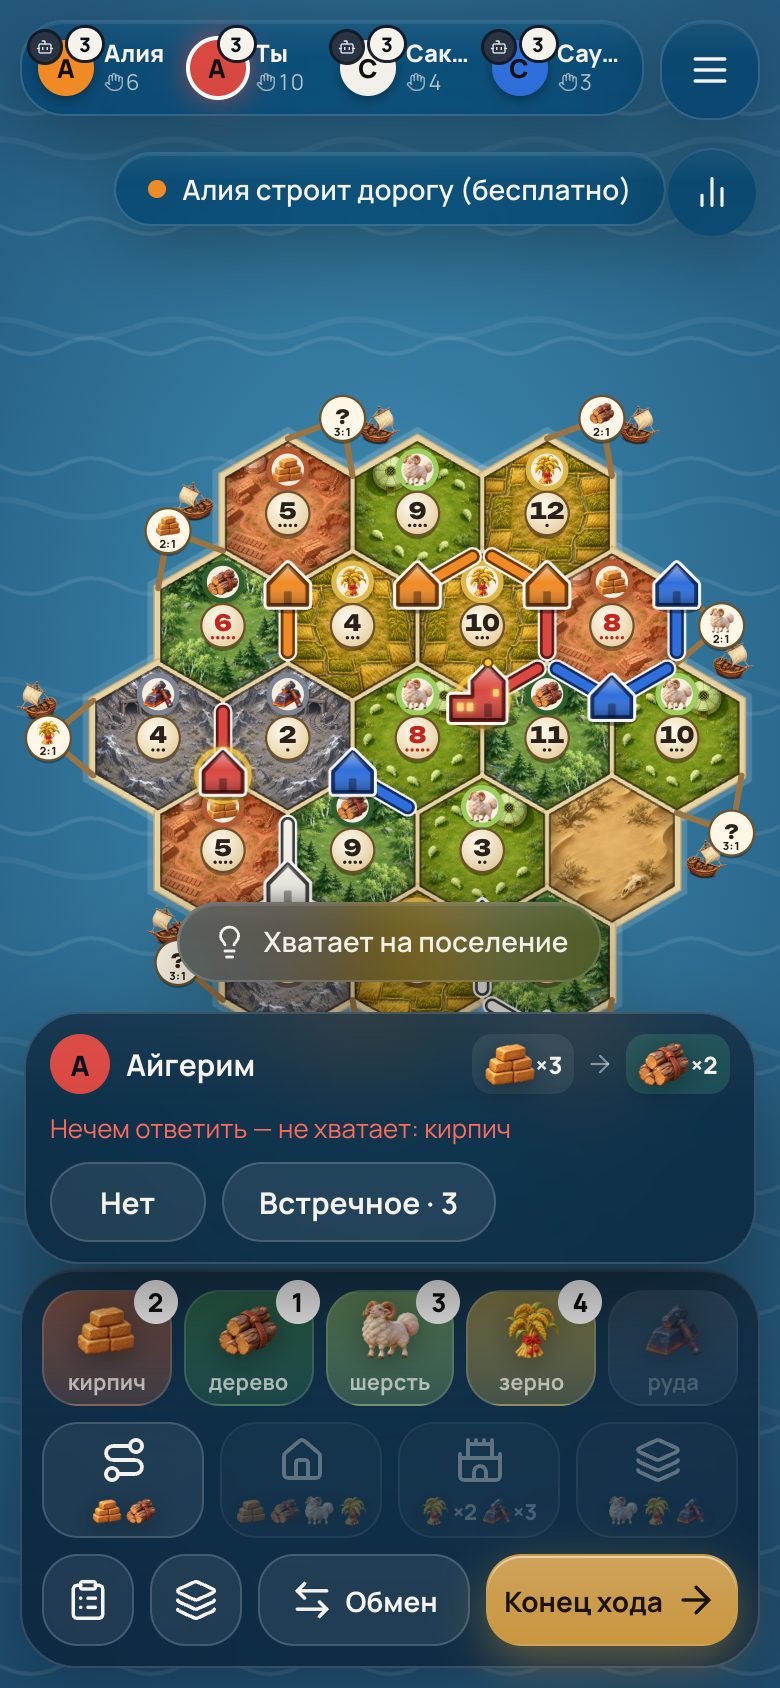 3 3 3 3
А Алия А Ты С Сак... С Сау...
6 10 4 3
Алия строит дорогу (бесплатно)
?
3:1
2:1
5 9 12
2:1
6 4 10 8
2:1
4 2 8 11 10
2:1
5 9 3
?
3:1
?
3:1
Хватает на поселение
А Айгерим ×3 → ×2
Нечем ответить — не хватает: кирпич
Нет Встречное · 3
2 1 3 4
кирпич дерево шерсть зерно руда
×2 ×3
Обмен Конец хода →